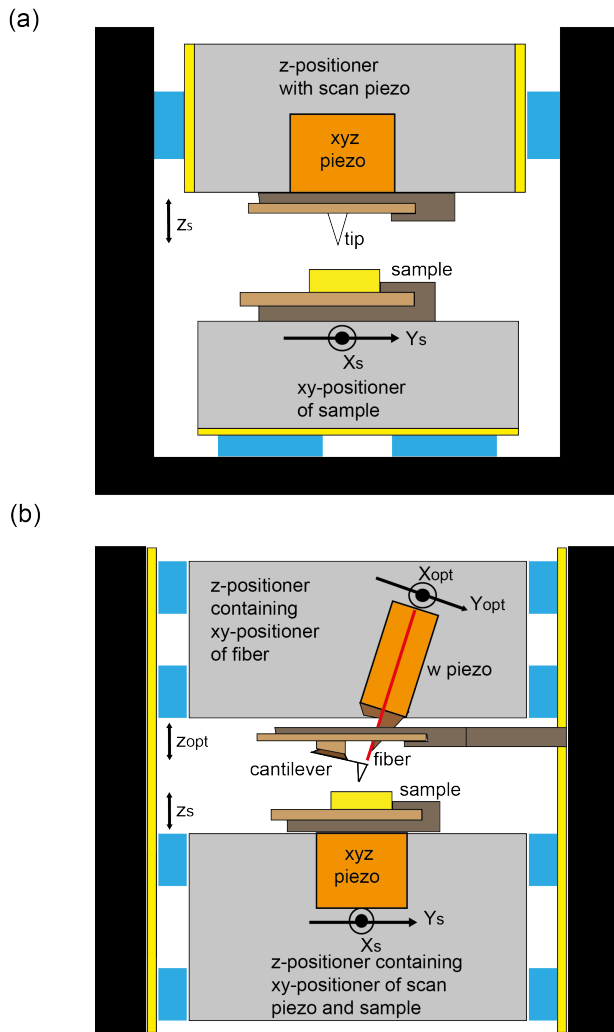 (a)
z-positioner
with scan piezo
xyz
piezo
zs
tip
sample
Ys
Xs
xy-positioner
of sample
(b)
z-positioner
containing
xy-positioner
of fiber
Xopt
Yopt
w piezo
zopt
cantilever
fiber
zs
sample
xyz
piezo
Ys
Xs
z-positioner containing
xy-positioner of scan
piezo and sample